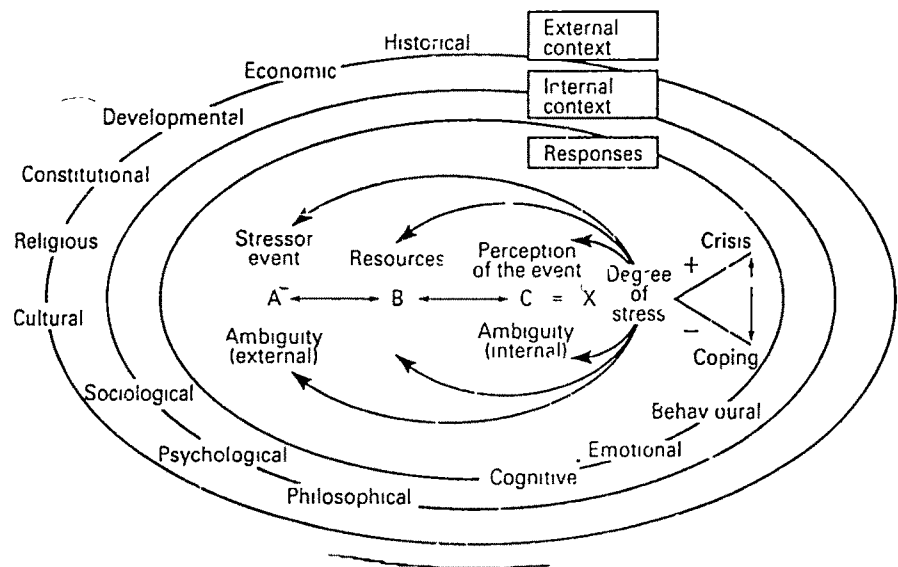 Historical
External
context
Economic
Internal
context
Developmental
Responses
Constitutional
Religious
Stressor
event
Resources
Perception
of the event
Degree
of
stress
+
Crisis
A B C = X
Cultural
Ambiguity
(external)
Ambiguity
(internal)
–
Coping
Sociological
Behavioural
Psychological
Emotional
Cognitive
Philosophical